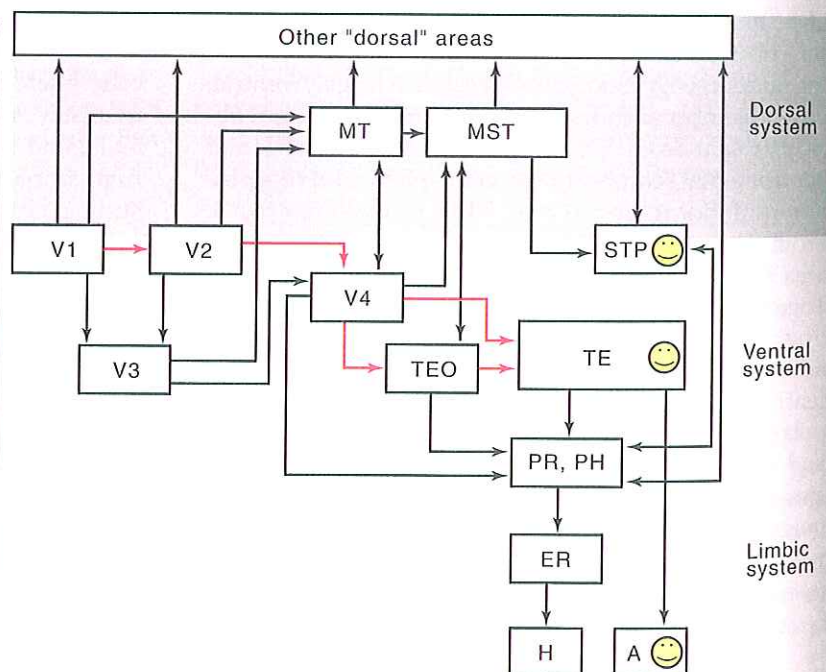 Other "dorsal" areas
Dorsal
system
MT
MST
V1
V2
STP
V4
V3
TEO
TE
Ventral
system
PR, PH
ER
Limbic
system
H
A